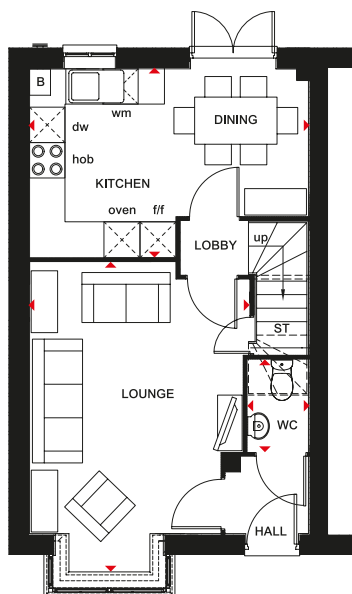 B
wm
dw
DINING
hob
KITCHEN
oven f/f
up
LOBBY
ST
LOUNGE
WC
HALL